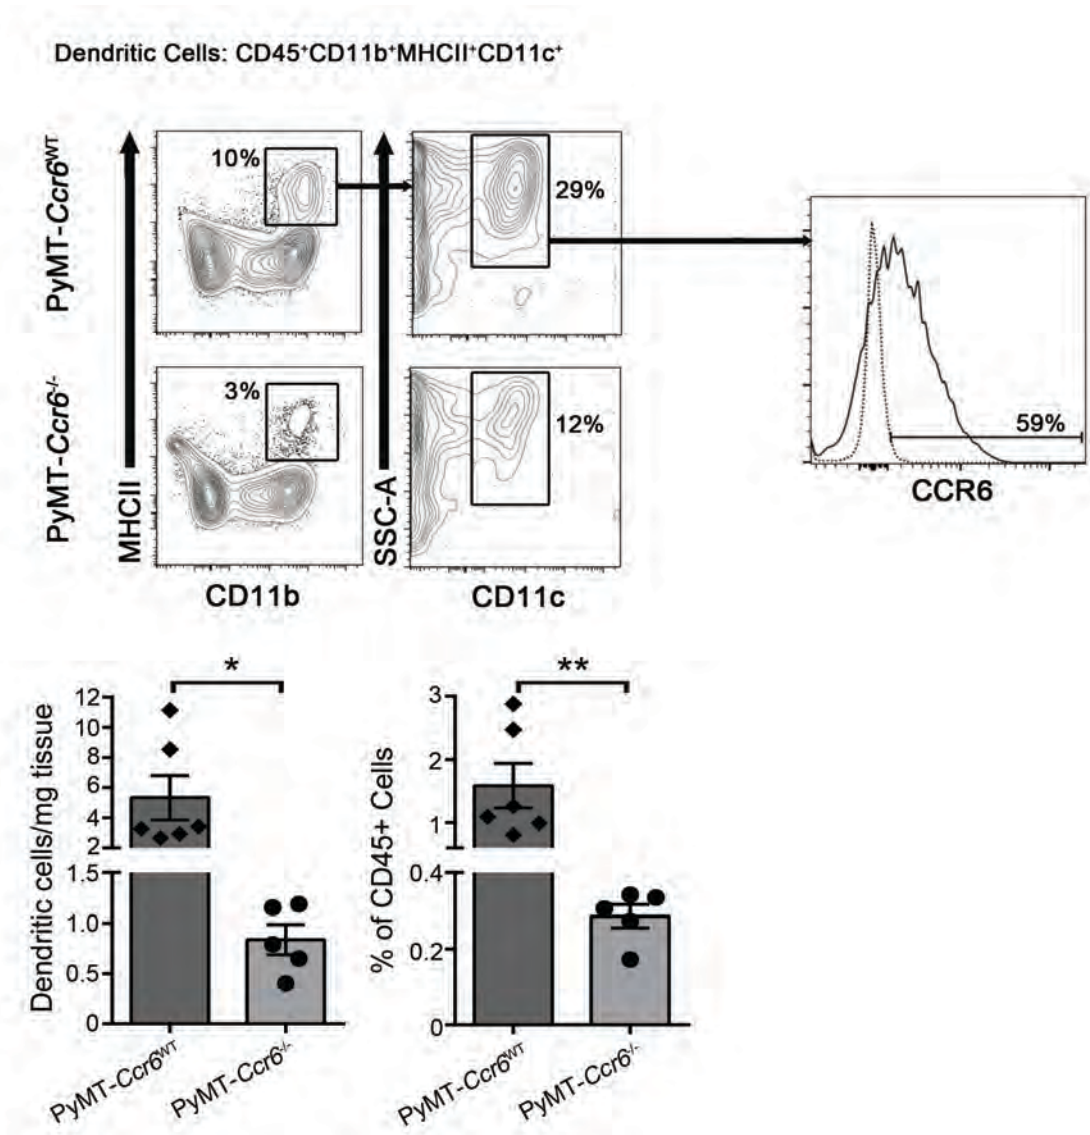 Dendritic Cells: CD45⁺CD11b⁺MHCII⁺CD11c⁺
PyMT-Ccr6ᵂᵀ
10%
29%
59%
CCR6
PyMT-Ccr6⁻/⁻
3%
12%
MHCII
SSC-A
CD11b
CD11c
*
Dendritic cells/mg tissue
12
10
8
6
4
2
1.5
1.0
0.5
0
PyMT-Ccr6ᵂᵀ
PyMT-Ccr6⁻/⁻
**
% of CD45+ Cells
3
2
1
0.4
0.2
0
PyMT-Ccr6ᵂᵀ
PyMT-Ccr6⁻/⁻